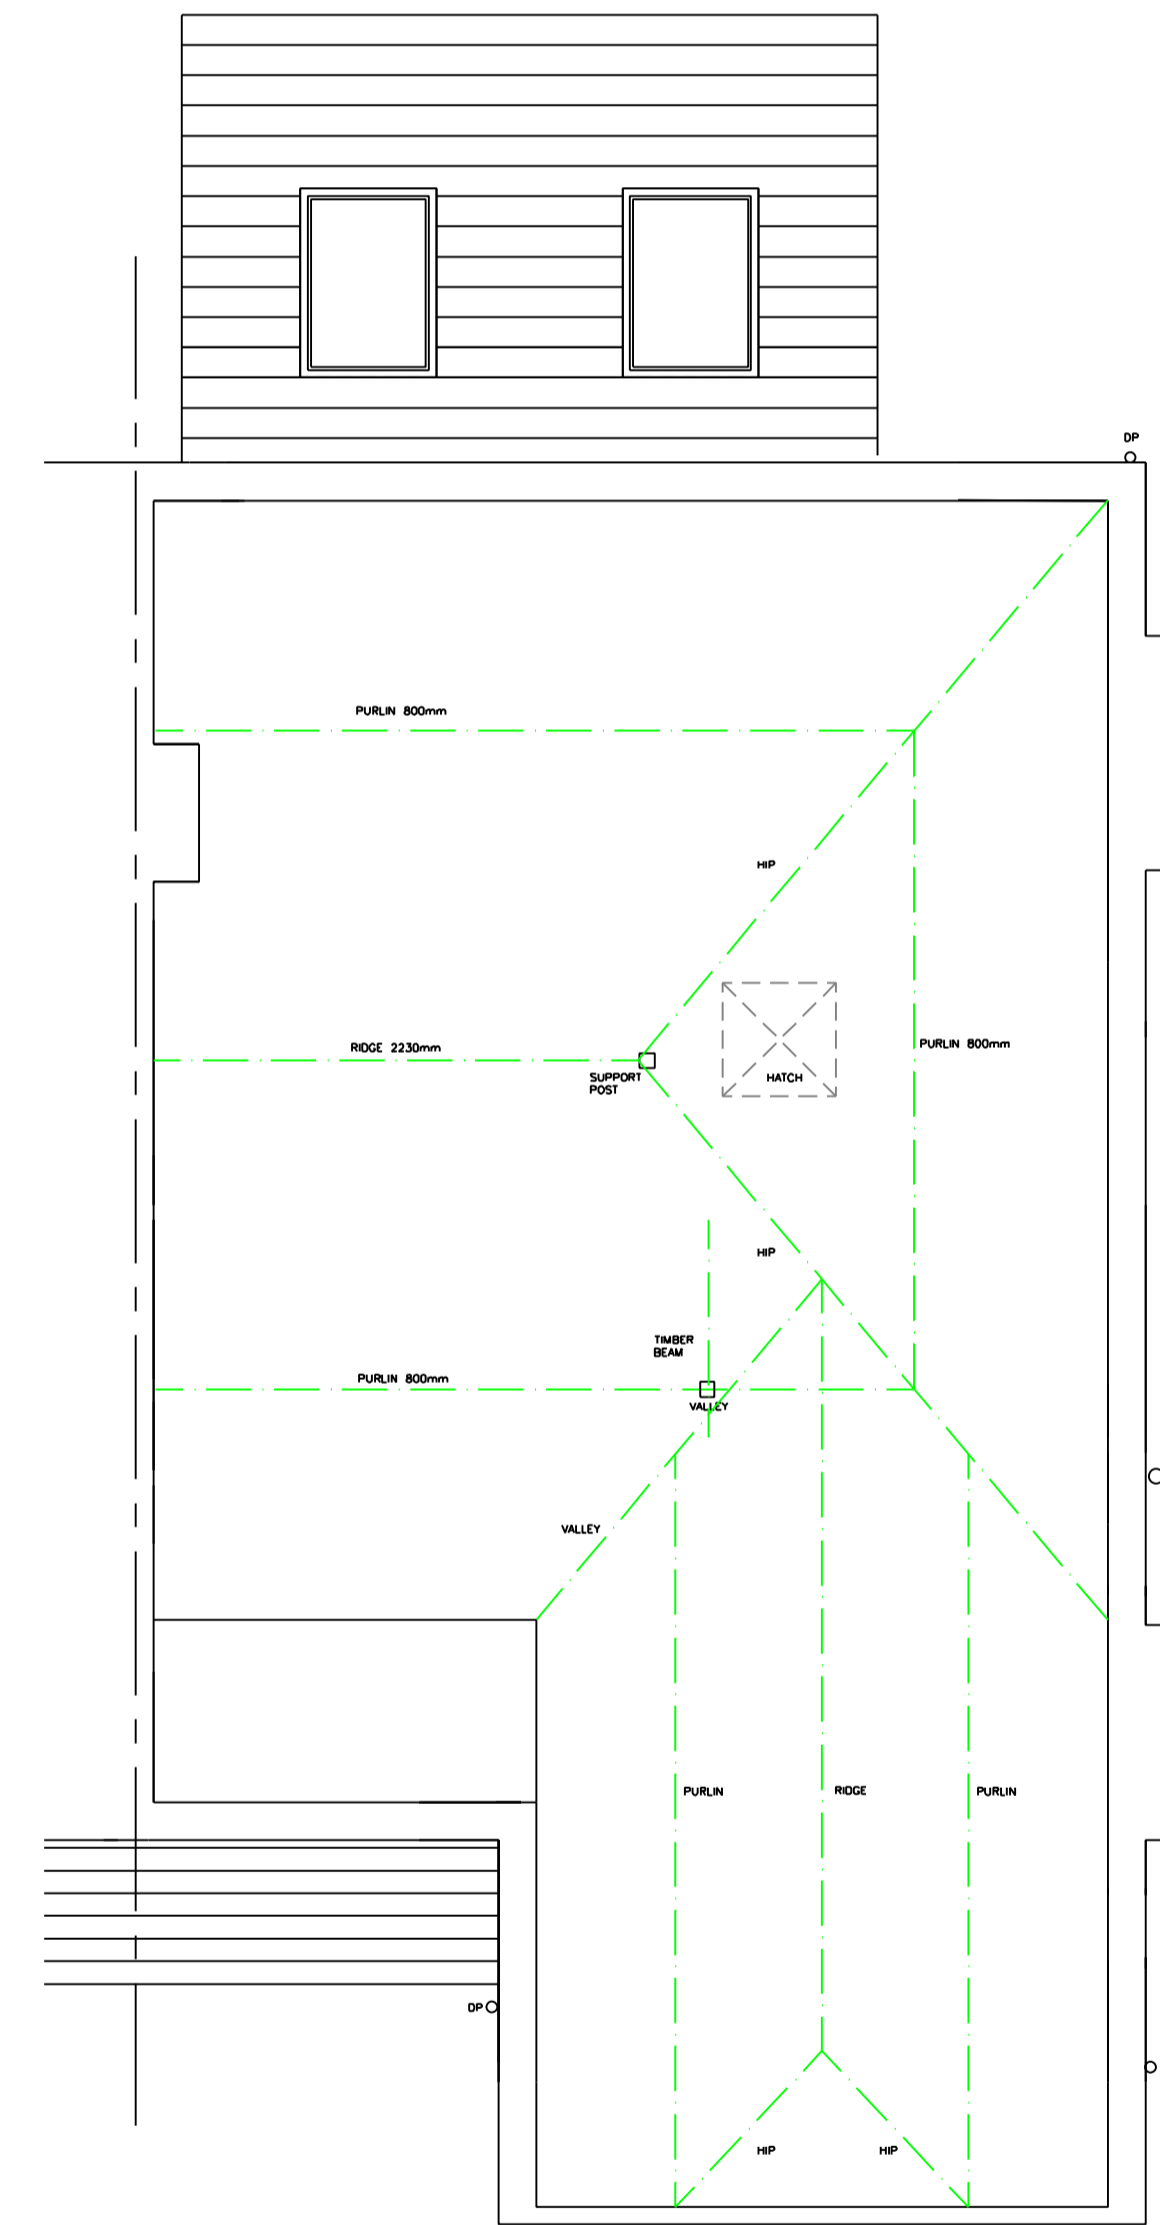 DP
PURLIN 800mm
HIP
RIDGE 2230mm
PURLIN 800mm
SUPPORT
POST
HATCH
HIP
TIMBER
BEAM
PURLIN 800mm
VALLEY
VALLEY
PURLIN
RIDGE
PURLIN
DP
HIP
HIP